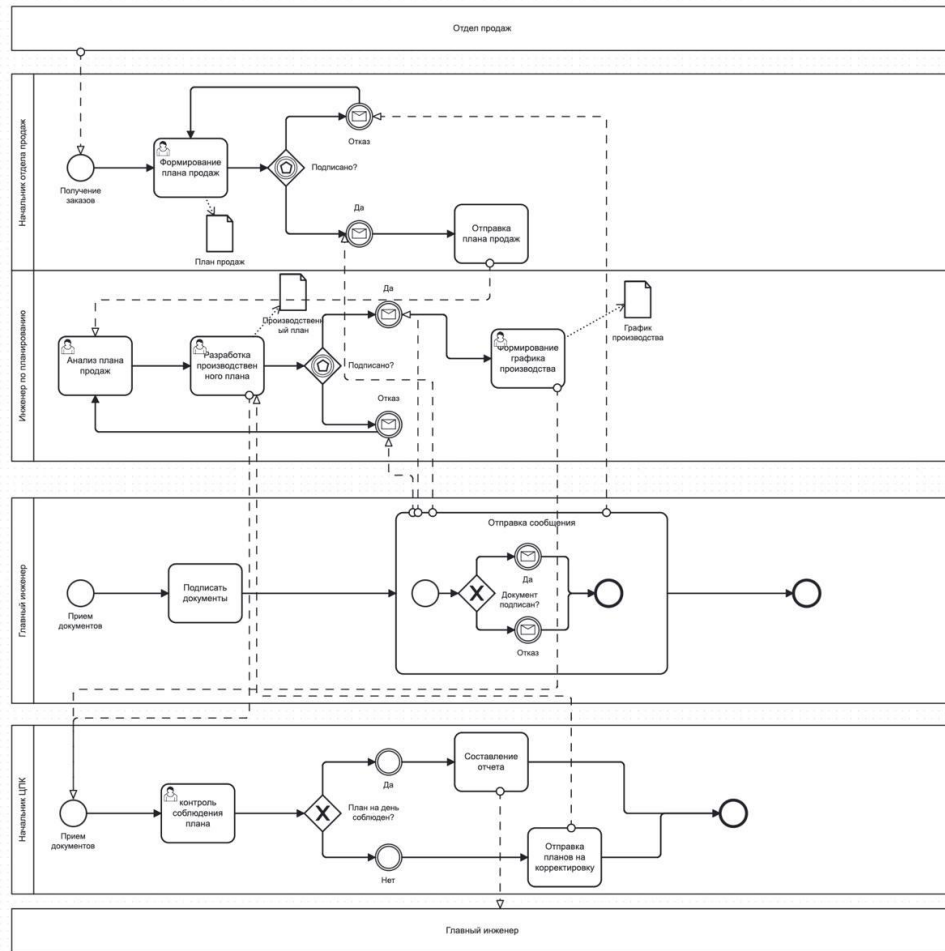 Отдел продаж
Начальник отдела продаж
Отказ
Формирование
плана продаж
Подписано?
Получение
заказов
Да
Отправка
плана продаж
План продаж
Инженер по планированию
Да
Производственн
ый план
График
производства
Анализ плана
продаж
Разработка
производствен
ного плана
Подписано?
Формирование
графика
производства
Отказ
Главный инженер
Отправка сообщения
Подписать
документы
Да
Документ
подписан?
Прием
документов
Отказ
Начальник ЦПК
Составление
отчета
Да
контроль
соблюдения
плана
План на день
соблюден?
Прием
документов
Отправка
планов на
корректировку
Нет
Главный инженер